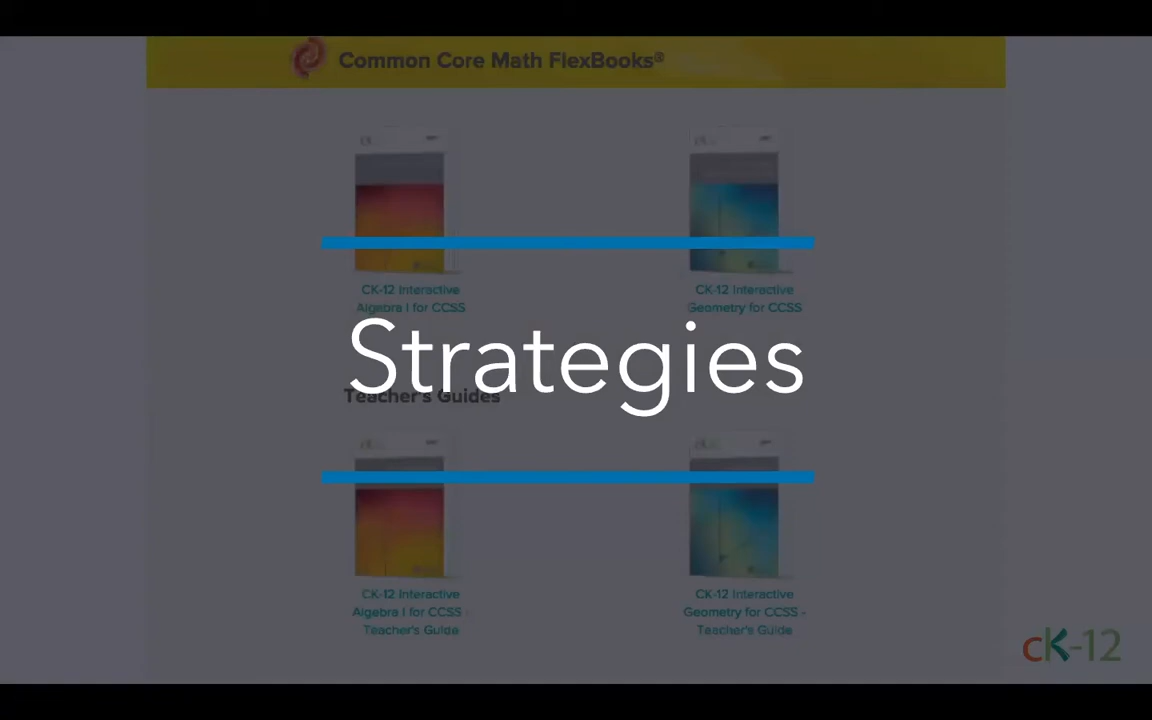 Common Core Math FlexBooks®
CK-12 Interactive
Algebra I for CCSS
CK-12 Interactive
Geometry for CCSS
Strategies
Teacher's Guides
CK-12 Interactive
Algebra I for CCSS -
Teacher's Guide
CK-12 Interactive
Geometry for CCSS -
Teacher's Guide
cK-12